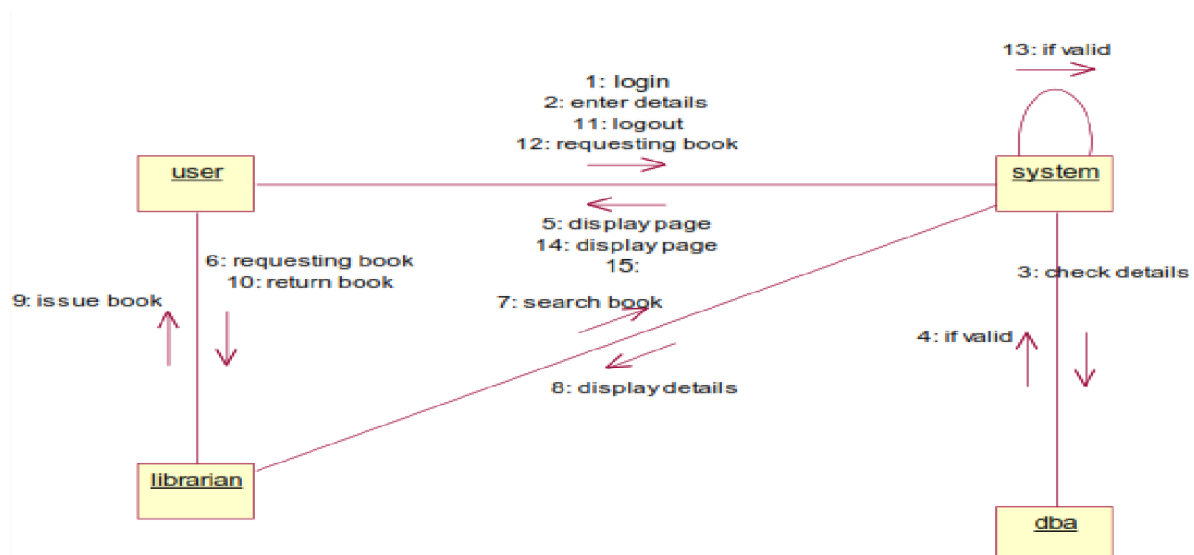 13: if valid
1: login
2: enter details
11: logout
12: requesting book
user
system
5: display page
14: display page
15:
6: requesting book
10: return book
3: check details
9: issue book
7: search book
4: if valid
8: display details
librarian
dba